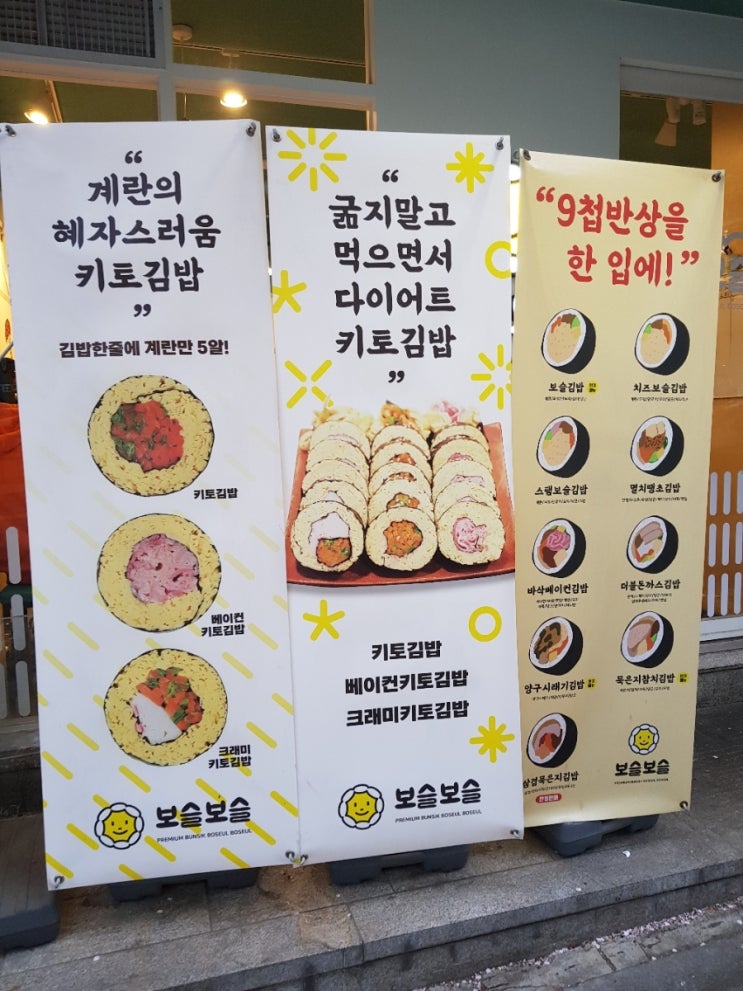 “
계란의
혜자스러움
키토김밥
”
김밥한줄에 계란만 5알!
키토김밥
베이컨
키토김밥
크래미
키토김밥
보슬보슬
PREMIUM BUNSIK BOSEUL BOSEUL
“
굶지말고
먹으면서
다이어트
키토김밥
”
키토김밥
베이컨키토김밥
크래미키토김밥
보슬보슬
PREMIUM BUNSIK BOSEUL BOSEUL
“9첩반상을
한 입에!”
보슬김밥
치즈보슬김밥
스팸보슬김밥
멸치땡초김밥
바삭베이컨김밥
더블돈까스김밥
양구시래기김밥
묵은지참치김밥
삼겹묵은지김밥
보슬보슬
PREMIUM BUNSIK BOSEUL BOSEUL